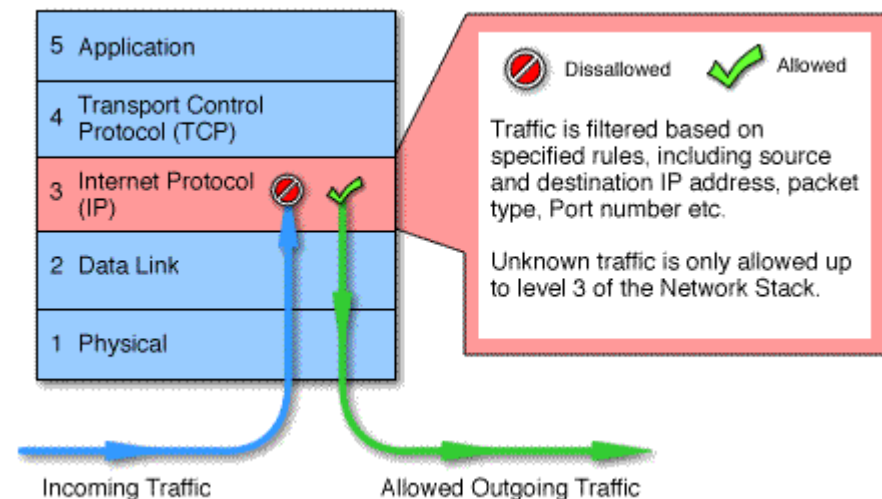 5 Application
4 Transport Control
Protocol (TCP)
3 Internet Protocol
(IP)
2 Data Link
1 Physical
Incoming Traffic
Allowed Outgoing Traffic
Dissallowed
Allowed
Traffic is filtered based on
specified rules, including source
and destination IP address, packet
type, Port number etc.
Unknown traffic is only allowed up
to level 3 of the Network Stack.